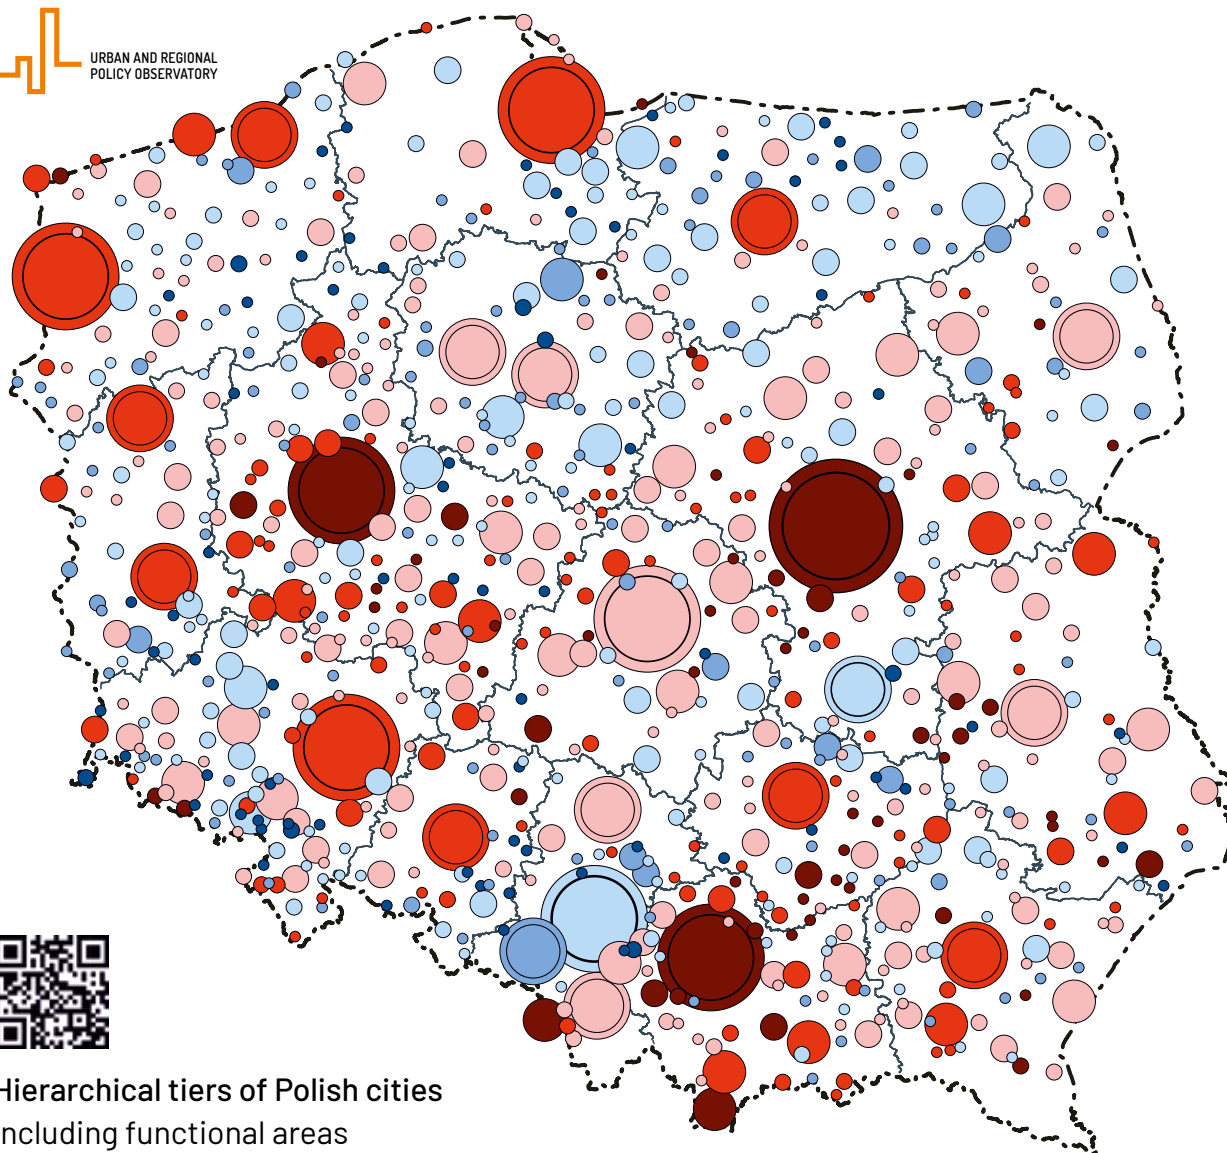 URBAN AND REGIONAL
POLICY OBSERVATORY
Hierarchical tiers of Polish cities
including functional areas